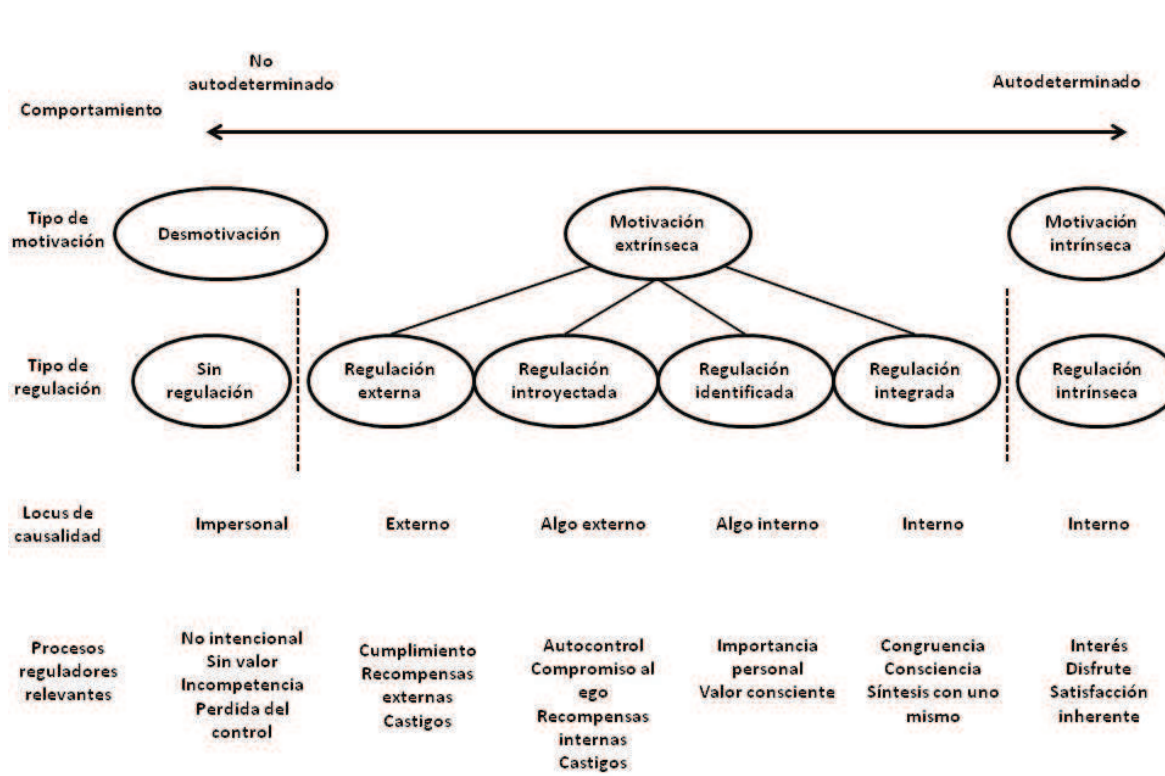 No
autodeterminado
Autodeterminado
Comportamiento
Tipo de
motivación
Desmotivación
Motivación
extrínseca
Motivación
intrínseca
Tipo de
regulación
Sin
regulación
Regulación
externa
Regulación
introyectada
Regulación
identificada
Regulación
integrada
Regulación
intrínseca
Locus de
causalidad
Impersonal
Externo
Algo externo
Algo interno
Interno
Interno
Procesos
reguladores
relevantes
No intencional
Sin valor
Incompetencia
Perdida del
control
Cumplimiento
Recompensas
externas
Castigos
Autocontrol
Compromiso al
ego
Recompensas
internas
Castigos
Importancia
personal
Valor consciente
Congruencia
Consciencia
Síntesis con uno
mismo
Interés
Disfrute
Satisfacción
inherente